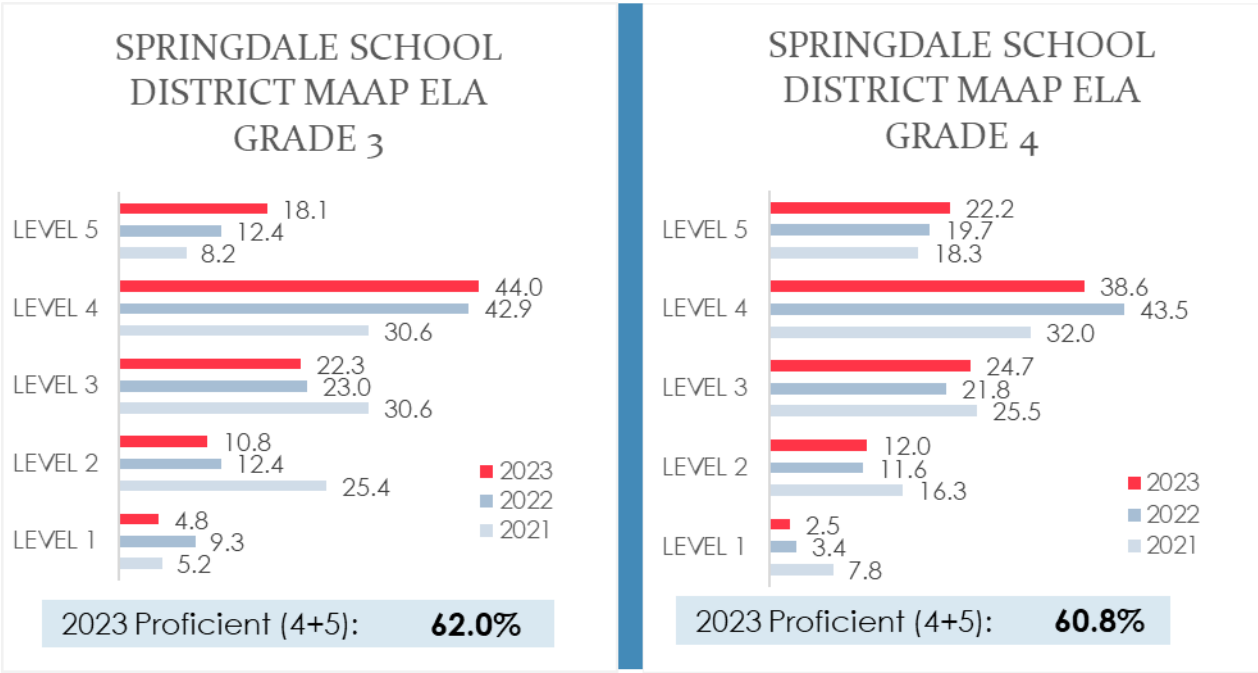 SPRINGDALE SCHOOL
DISTRICT MAAP ELA
GRADE 3
LEVEL 5
18.1
12.4
8.2
LEVEL 4
44.0
42.9
30.6
LEVEL 3
22.3
23.0
30.6
LEVEL 2
10.8
12.4
25.4
LEVEL 1
4.8
9.3
5.2
2023
2022
2021
2023 Proficient (4+5): 62.0%
SPRINGDALE SCHOOL
DISTRICT MAAP ELA
GRADE 4
LEVEL 5
22.2
19.7
18.3
LEVEL 4
38.6
43.5
32.0
LEVEL 3
24.7
21.8
25.5
LEVEL 2
12.0
11.6
16.3
LEVEL 1
2.5
3.4
7.8
2023
2022
2021
2023 Proficient (4+5): 60.8%